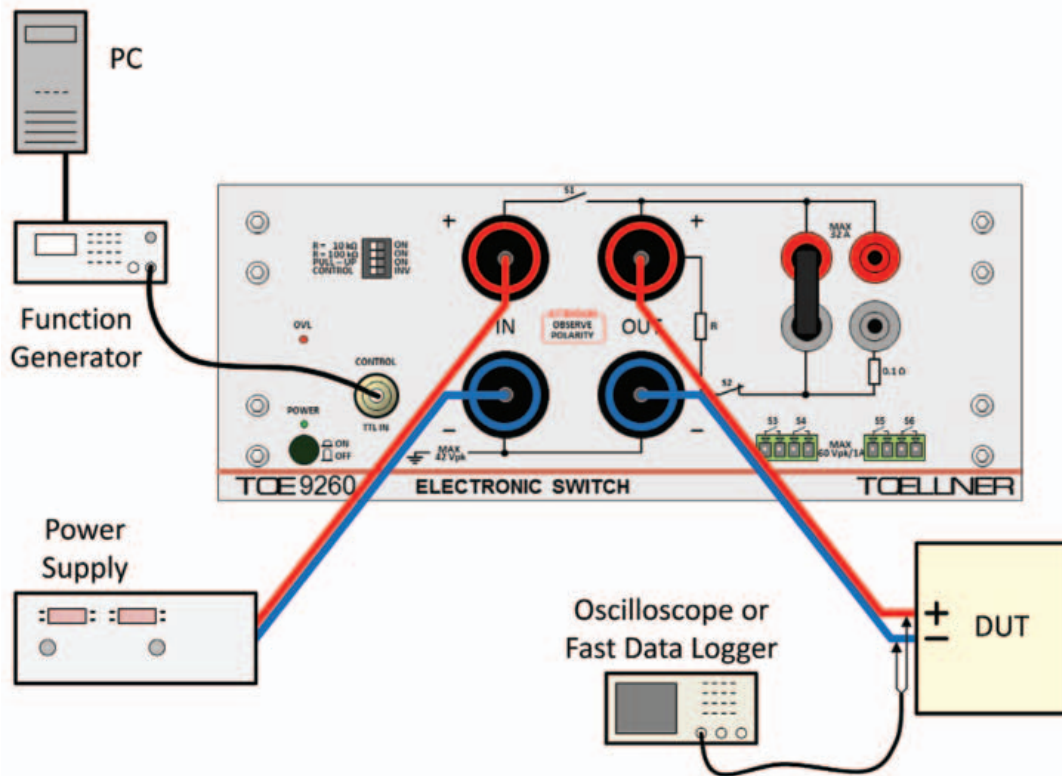 PC
Function
Generator
S1
+
+
R = 10 kΩ
R = 100 kΩ
PULL – UP
CONTROL
ON
ON
ON
INV
MAX
32 A
IN
OBSERVE
POLARITY
OUT
R
OVL
CONTROL
TTL IN
POWER
ON
OFF
S2
0.1 Ω
–
–
MAX
42 Vpk
S3
S4
MAX
60 Vpk/1A
S5
S6
TOE 9260
ELECTRONIC SWITCH
TOELLNER
Power
Supply
Oscilloscope or
Fast Data Logger
+
–
DUT